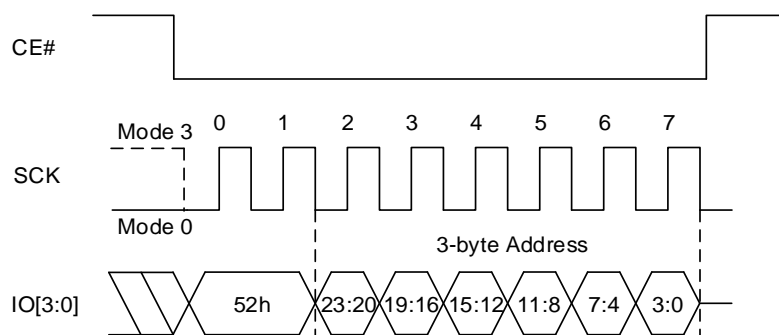 CE#
Mode 3
0 1 2 3 4 5 6 7
SCK
Mode 0
3-byte Address
IO[3:0]
52h 23:20 19:16 15:12 11:8 7:4 3:0